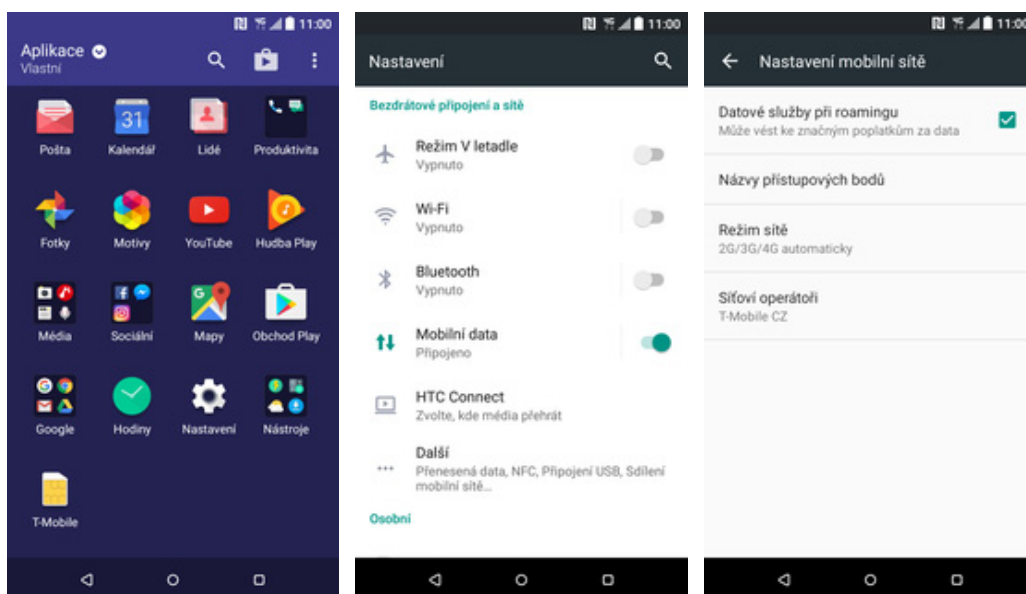 11:00
Aplikace
Vlastní
31
Pošta
Kalendář
Lidé
Produktivita
Fotky
Motivy
YouTube
Hudba Play
Média
Sociální
Mapy
Obchod Play
Google
Hodiny
Nastavení
Nástroje
T-Mobile
11:00
Nastavení
Bezdrátové připojení a sítě
Režim V letadle
Vypnuto
Wi-Fi
Vypnuto
Bluetooth
Vypnuto
Mobilní data
Připojeno
HTC Connect
Zvolte, kde média přehrát
Další
Přenesená data, NFC, Připojení USB, Sdílení
mobilní sítě...
Osobní
11:00
Nastavení mobilní sítě
Datové služby při roamingu
Může vést ke značným poplatkům za data
Názvy přístupových bodů
Režim sítě
2G/3G/4G automaticky
Síťoví operátoři
T-Mobile CZ